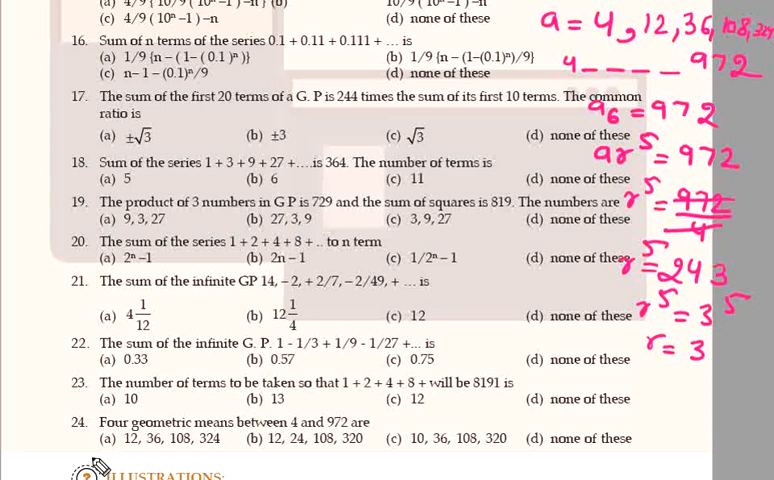 (a) 4/9 { 10/9 ( 10ⁿ –1 ) –n } (b) 10/9 ( 10ⁿ –1 ) –n
(c) 4/9 ( 10ⁿ –1 ) –n (d) none of these
16. Sum of n terms of the series 0.1 + 0.11 + 0.111 + … is
(a) 1/9 {n – ( 1– ( 0.1 )ⁿ )} (b) 1/9 {n – (1–(0.1)ⁿ)/9}
(c) n– 1 – (0.1)ⁿ/9 (d) none of these
17. The sum of the first 20 terms of a G. P is 244 times the sum of its first 10 terms. The common
ratio is
(a) ±√3 (b) ±3 (c) √3 (d) none of these
18. Sum of the series 1 + 3 + 9 + 27 +….is 364. The number of terms is
(a) 5 (b) 6 (c) 11 (d) none of these
19. The product of 3 numbers in G P is 729 and the sum of squares is 819. The numbers are
(a) 9, 3, 27 (b) 27, 3, 9 (c) 3, 9, 27 (d) none of these
20. The sum of the series 1 + 2 + 4 + 8 + .. to n term
(a) 2ⁿ –1 (b) 2n – 1 (c) 1/2ⁿ – 1 (d) none of these
21. The sum of the infinite GP 14, – 2, + 2/7, – 2/49, + … is
(a) 4 1/12 (b) 12 1/4 (c) 12 (d) none of these
22. The sum of the infinite G. P. 1 - 1/3 + 1/9 - 1/27 +... is
(a) 0.33 (b) 0.57 (c) 0.75 (d) none of these
23. The number of terms to be taken so that 1 + 2 + 4 + 8 + will be 8191 is
(a) 10 (b) 13 (c) 12 (d) none of these
24. Four geometric means between 4 and 972 are
(a) 12, 36, 108, 324 (b) 12, 24, 108, 320 (c) 10, 36, 108, 320 (d) none of these
ILLUSTRATIONS:
a = 4, 12, 36, 108, 324
4 _ _ _ _ 972
a₆ = 972
ar⁵ = 972
r⁵ = 972/4
r⁵ = 243
r⁵ = 3⁵
r = 3